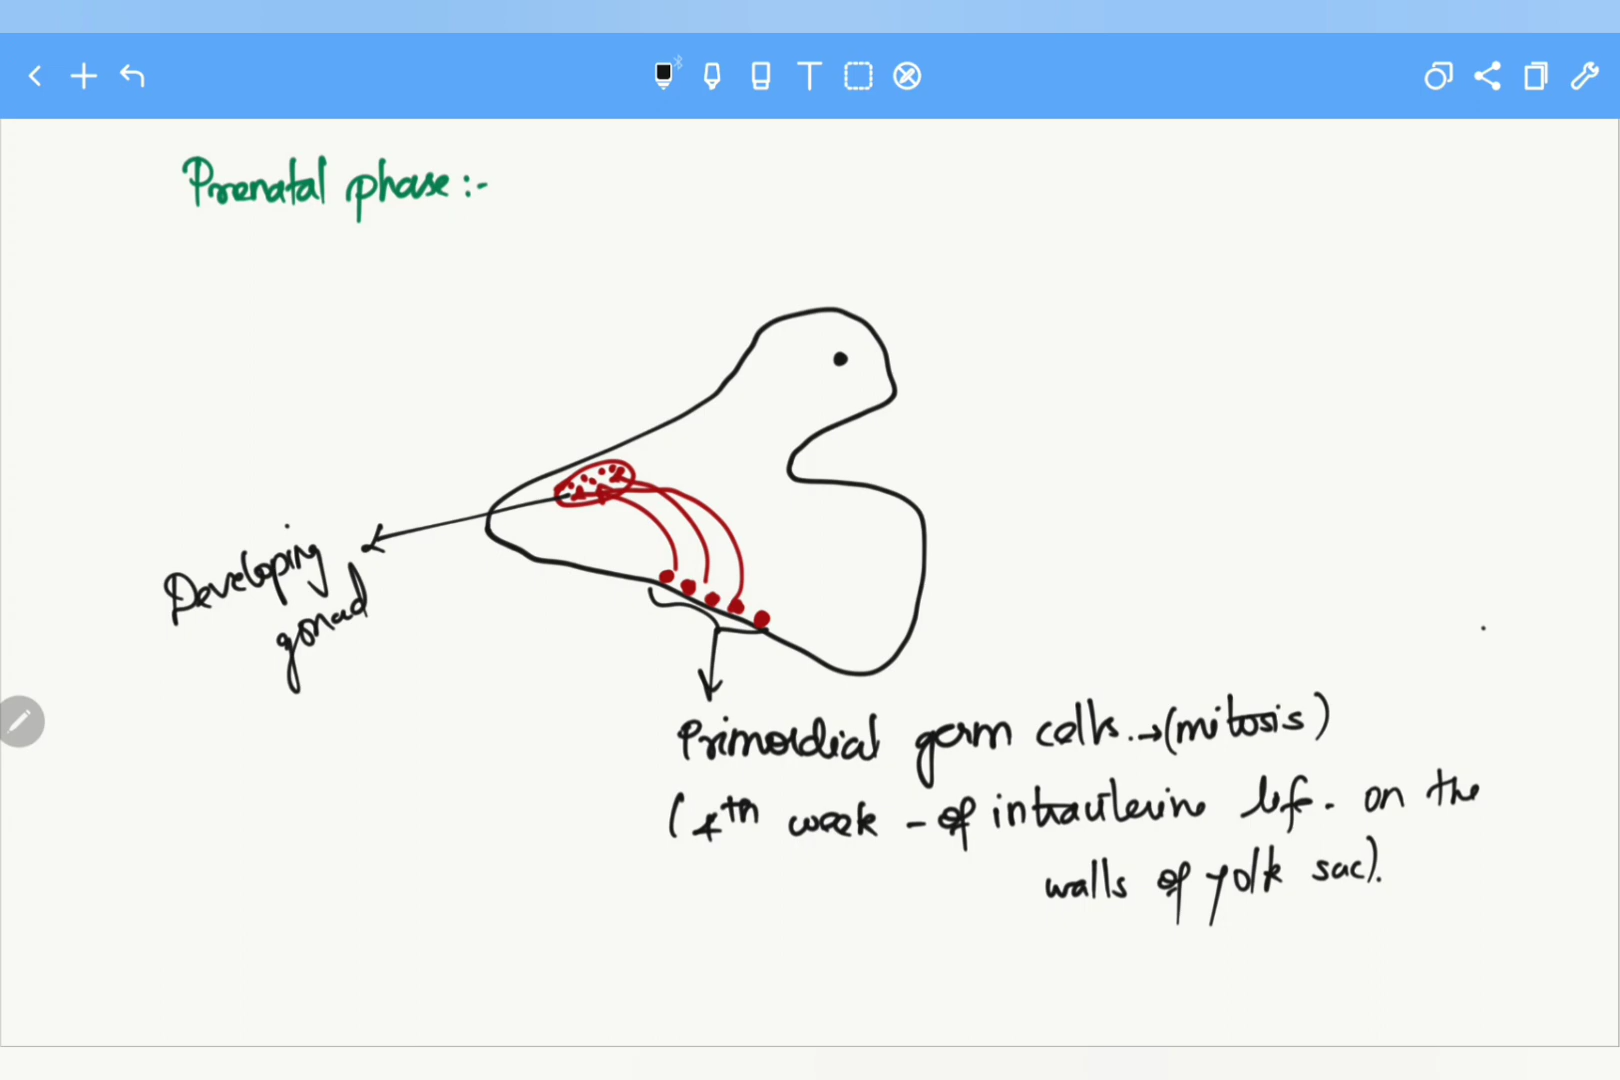 Prenatal phase :-
Developing
gonad
Primordial germ cells. → (mitosis)
(4th week - of intrauterine life. on the
walls of yolk sac).